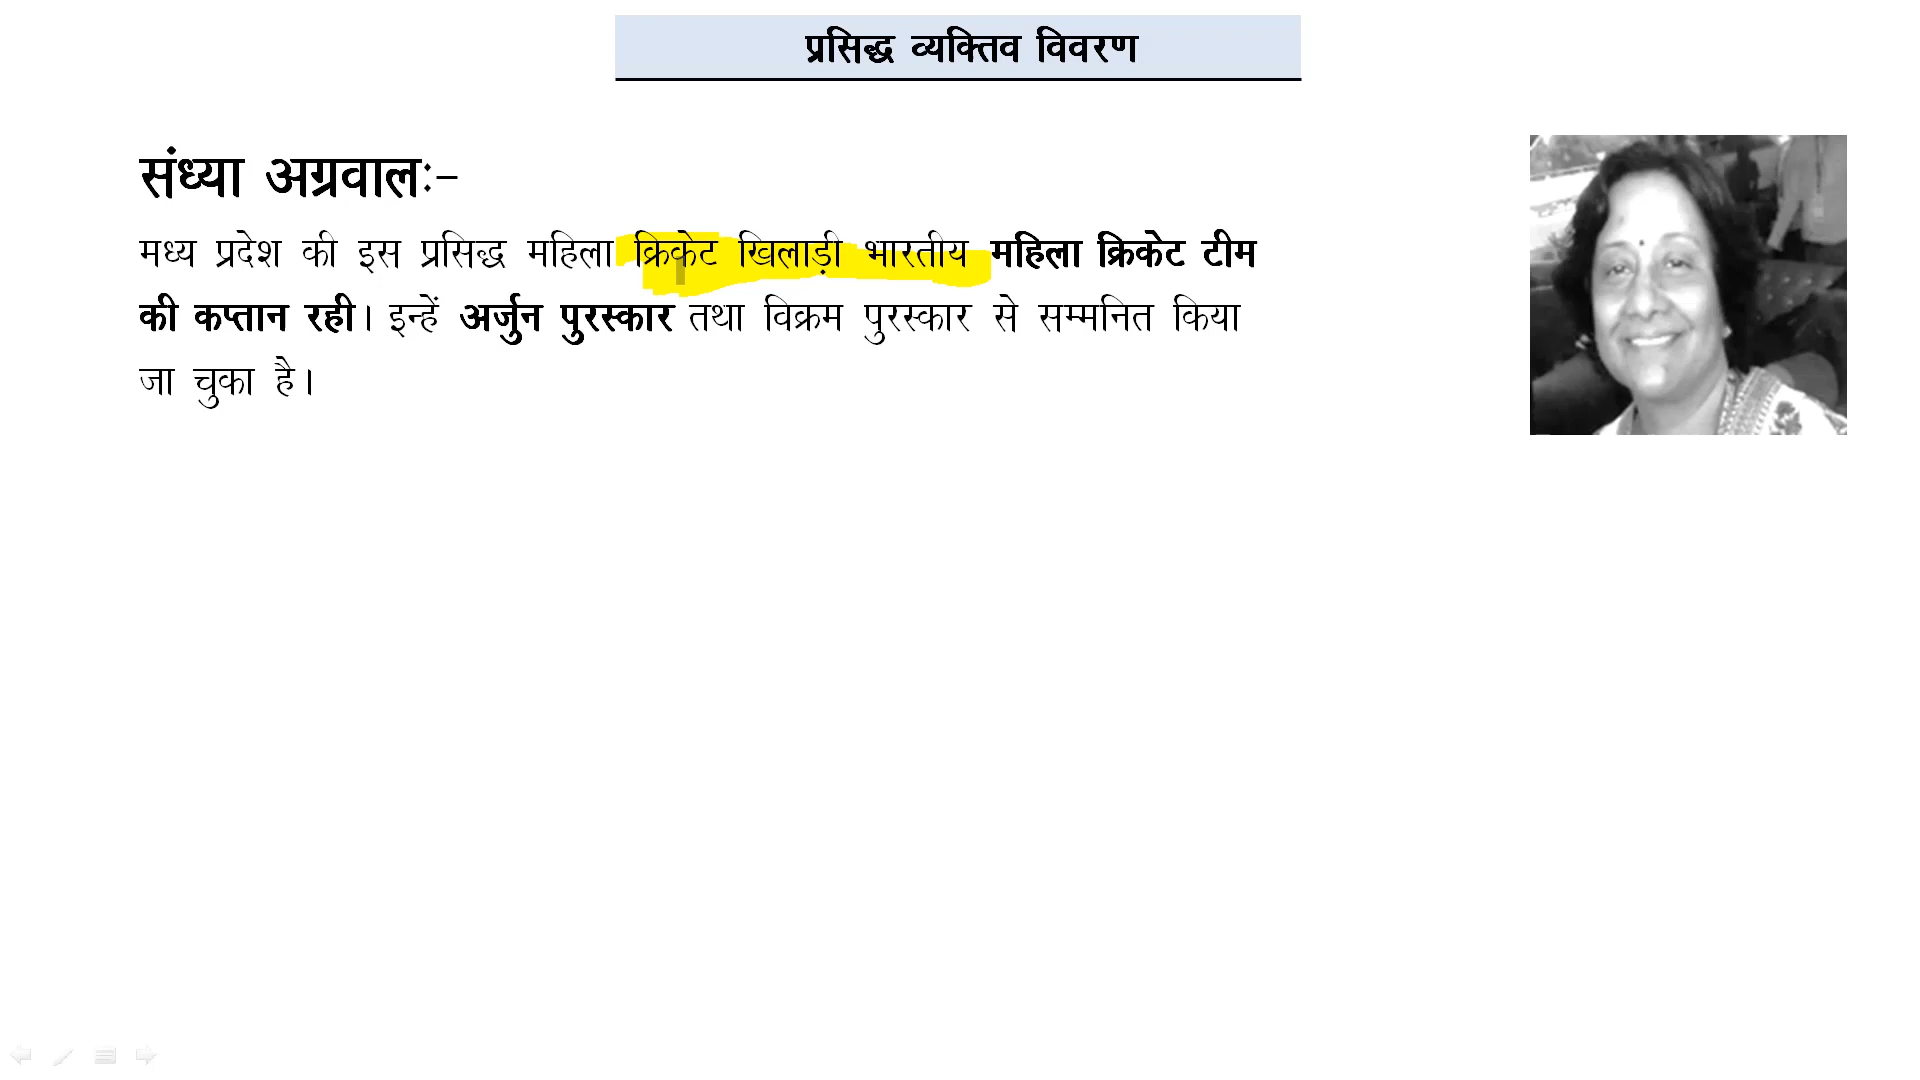 प्रसिद्ध व्यक्तिव विवरण
संध्या अग्रवालः–
मध्य प्रदेश की इस प्रसिद्ध महिला क्रिकेट खिलाड़ी भारतीय महिला क्रिकेट टीम
की कप्तान रही। इन्हें अर्जुन पुरस्कार तथा विक्रम पुरस्कार से सम्मनित किया
जा चुका है।